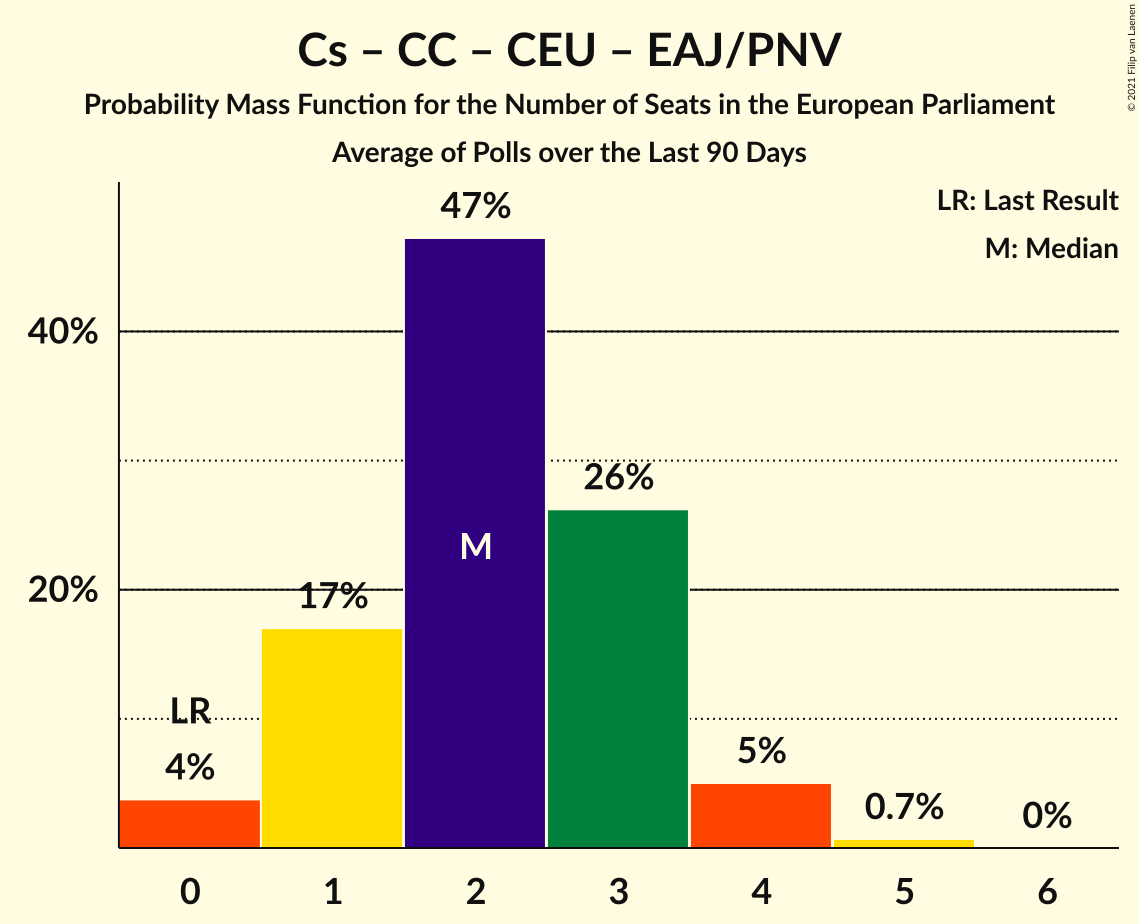 Cs – CC – CEU – EAJ/PNV
Probability Mass Function for the Number of Seats in the European Parliament
Average of Polls over the Last 90 Days
© 2021 Filip van Laenen
LR: Last Result
M: Median
47%
40%
26%
M
20%
17%
LR
4%
5%
0.7%
0%
0 1 2 3 4 5 6